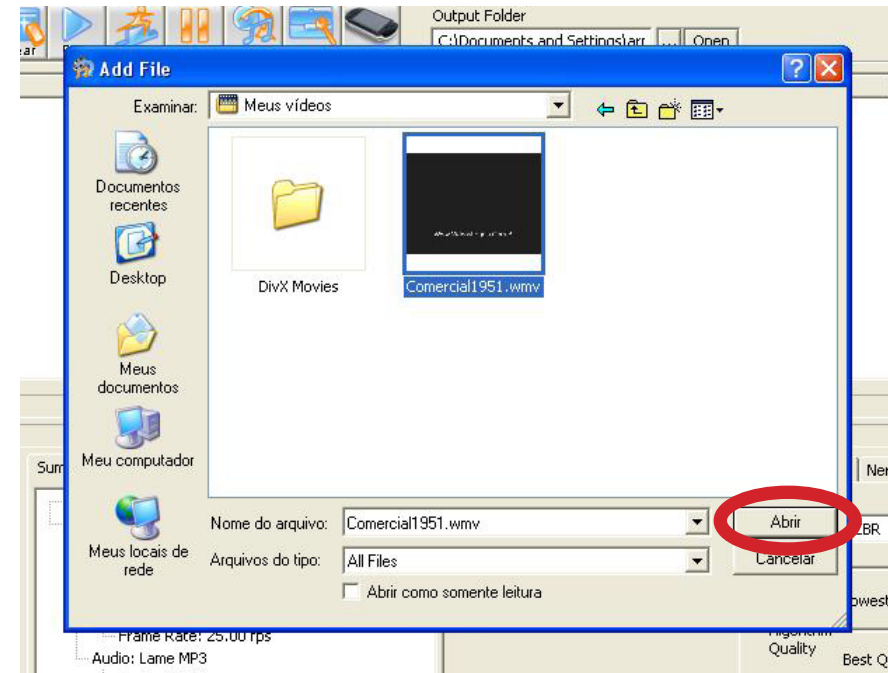 Output Folder
C:\Documents and Settings\arr
...
Open
Add File
Examinar:
Meus vídeos
Documentos
recentes
Desktop
Meus
documentos
Meu computador
Meus locais de
rede
DivX Movies
Comercial1951.wmv
Nome do arquivo:
Comercial1951.wmv
Abrir
Arquivos do tipo:
All Files
Cancelar
Abrir como somente leitura
Frame Rate: 25.00 fps
Audio: Lame MP3
Algorithm
Quality
Best Q